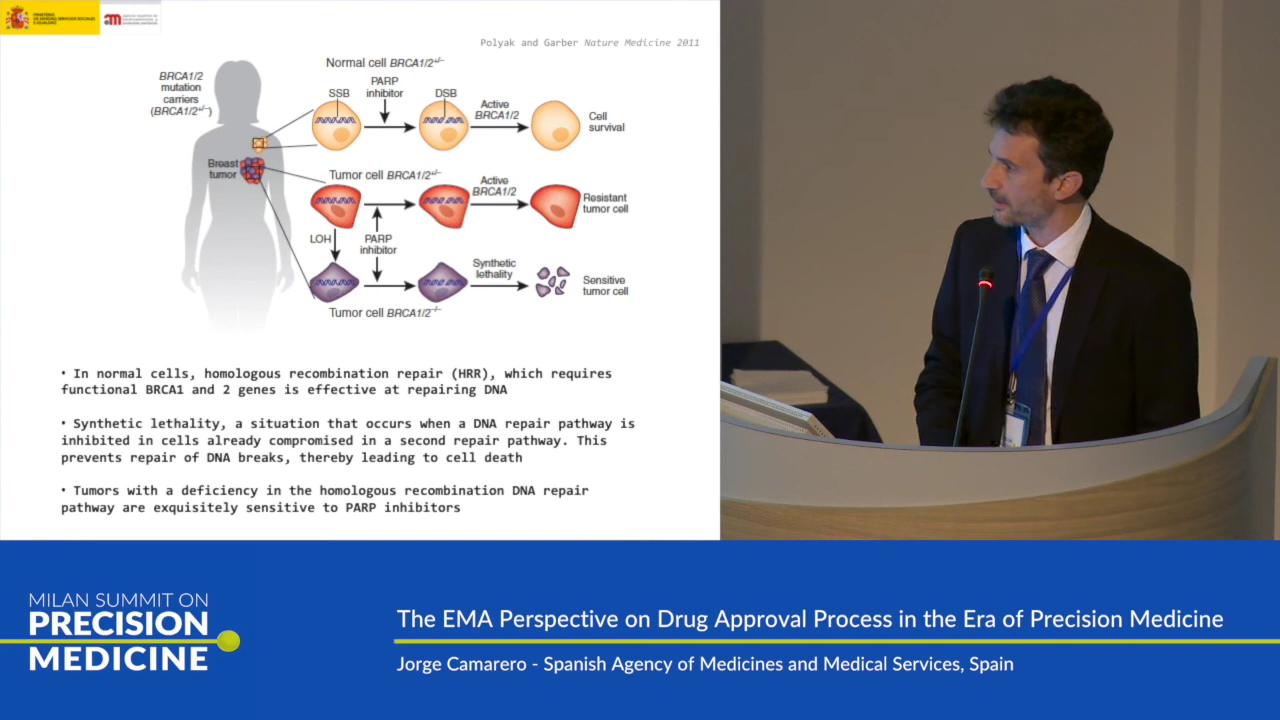 MINISTERIO
DE SANIDAD, SERVICIOS SOCIALES
E IGUALDAD
Polyak and Garber Nature Medicine 2011
BRCA1/2
mutation
carriers
(BRCA1/2+/–)
Breast
tumor
Normal cell BRCA1/2+/–
SSB
PARP
inhibitor
DSB
Active
BRCA1/2
Cell
survival
Tumor cell BRCA1/2+/–
Active
BRCA1/2
Resistant
tumor cell
LOH
PARP
inhibitor
Synthetic
lethality
Sensitive
tumor cell
Tumor cell BRCA1/2–/–
• In normal cells, homologous recombination repair (HRR), which requires
functional BRCA1 and 2 genes is effective at repairing DNA
• Synthetic lethality, a situation that occurs when a DNA repair pathway is
inhibited in cells already compromised in a second repair pathway. This
prevents repair of DNA breaks, thereby leading to cell death
• Tumors with a deficiency in the homologous recombination DNA repair
pathway are exquisitely sensitive to PARP inhibitors
MILAN SUMMIT ON
PRECISION
MEDICINE
The EMA Perspective on Drug Approval Process in the Era of Precision Medicine
Jorge Camarero - Spanish Agency of Medicines and Medical Services, Spain